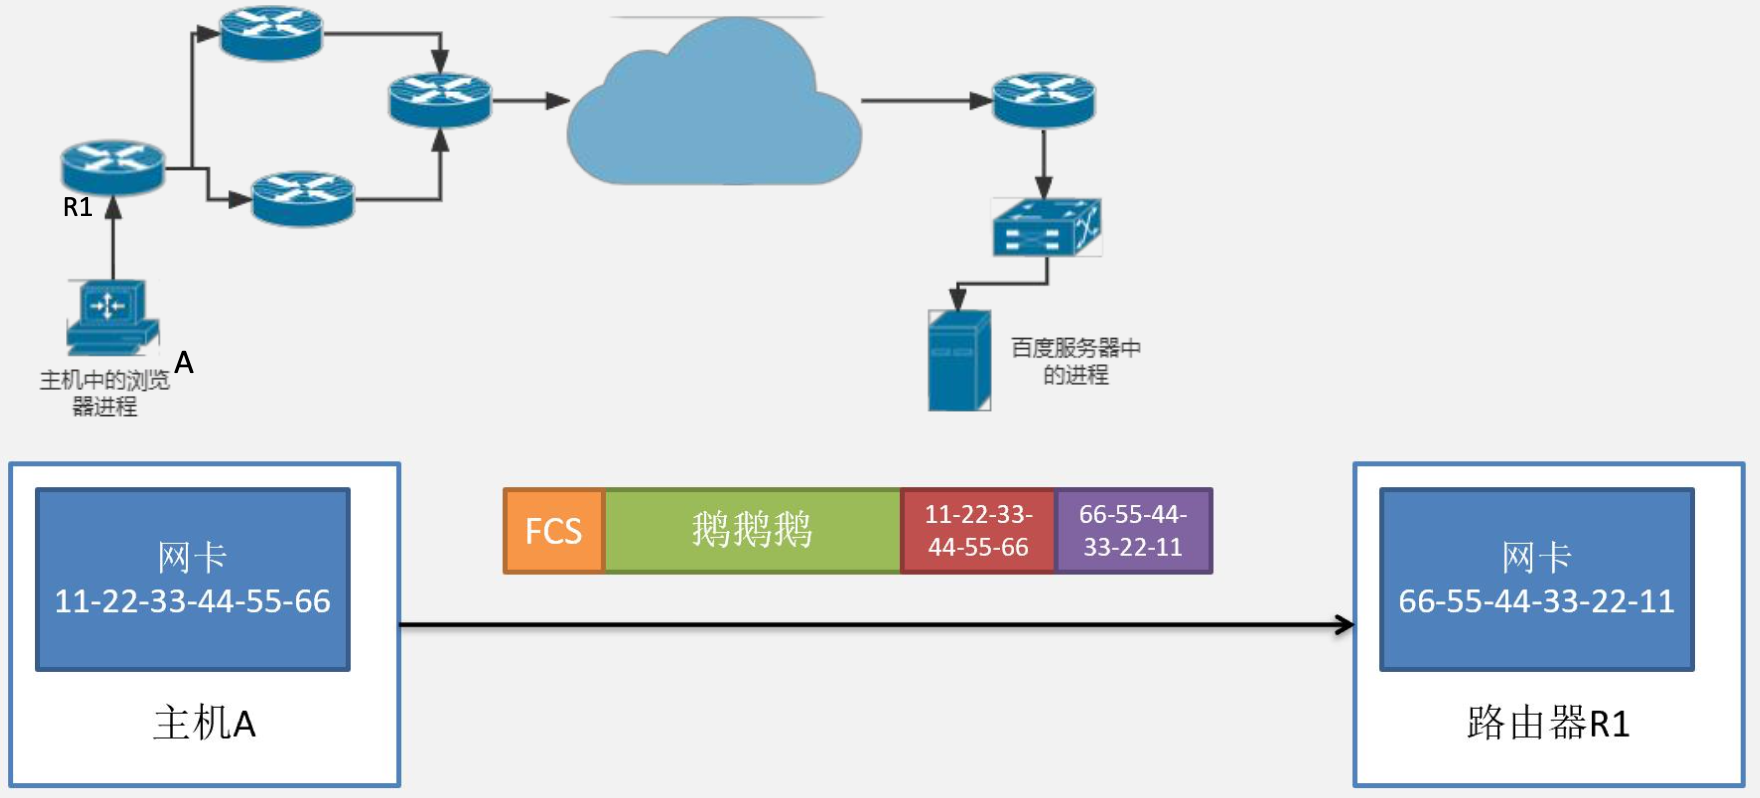 R1
A
主机中的浏览
器进程
百度服务器中
的进程
网卡
11-22-33-44-55-66
主机A
FCS
鹅鹅鹅
11-22-33-
44-55-66
66-55-44-
33-22-11
网卡
66-55-44-33-22-11
路由器R1